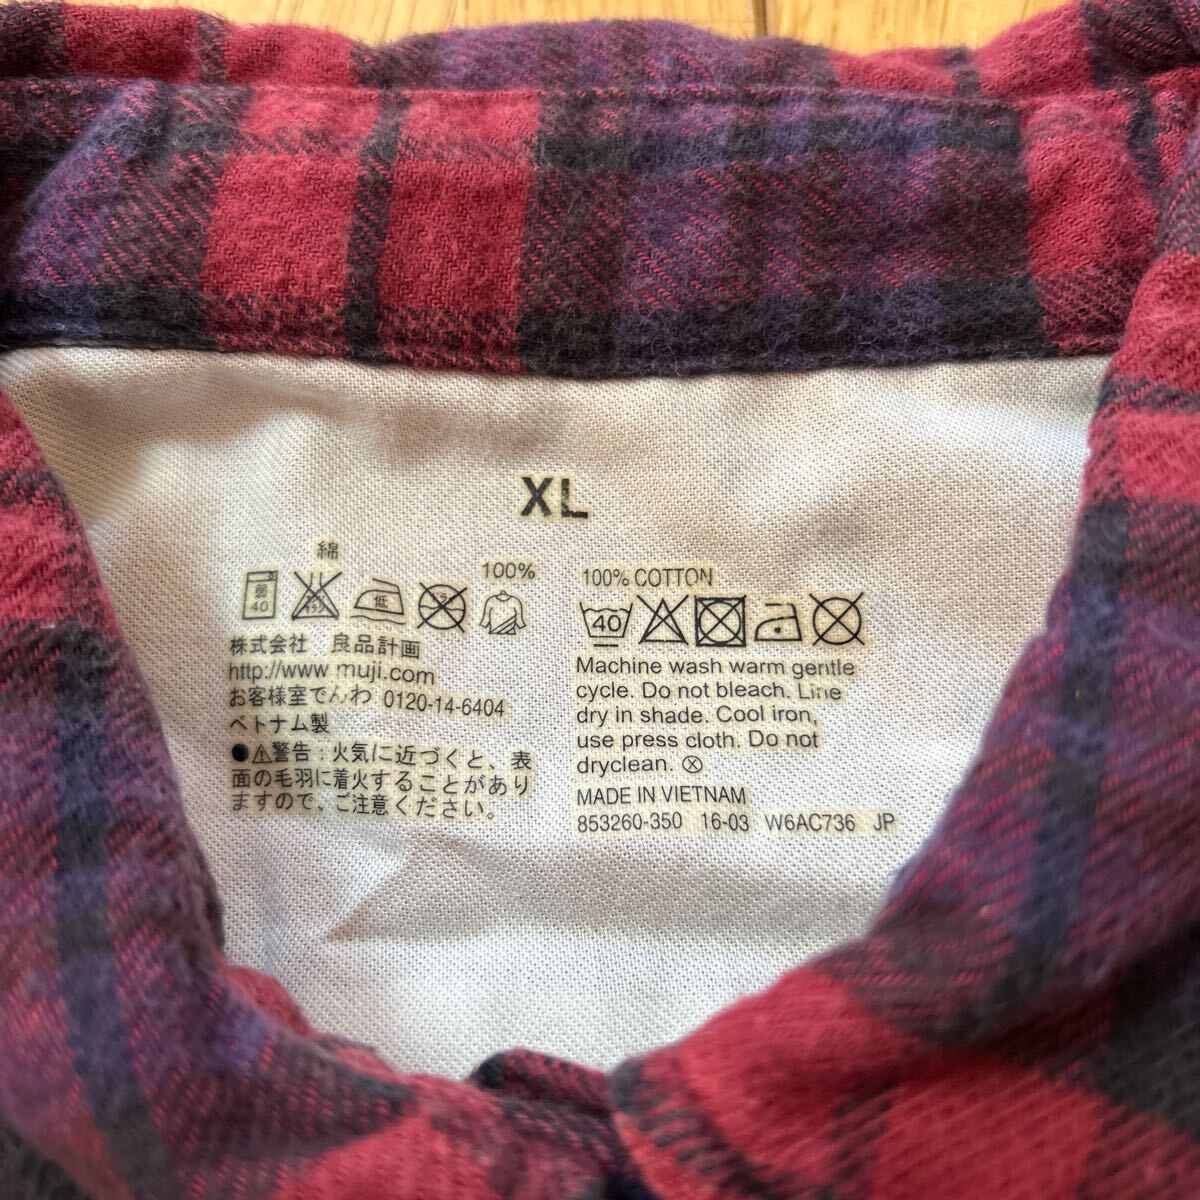 XL
綿
100%
弱
40
低
株式会社 良品計画
http://www.muji.com
お客様室でんわ 0120-14-6404
ベトナム製
●⚠警告：火気に近づくと、表
面の毛羽に着火することがあり
ますので、ご注意ください。
100% COTTON
40
Machine wash warm gentle
cycle. Do not bleach. Line
dry in shade. Cool iron,
use press cloth. Do not
dryclean. Ⓧ
MADE IN VIETNAM
853260-350 16-03 W6AC736 JP